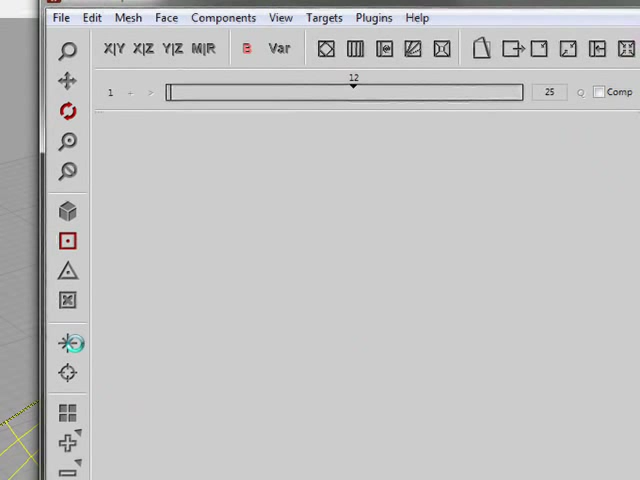 File Edit Mesh Face Components View Targets Plugins Help
X|Y X|Z Y|Z M|R B Var
12
1 + > 25 Q Comp